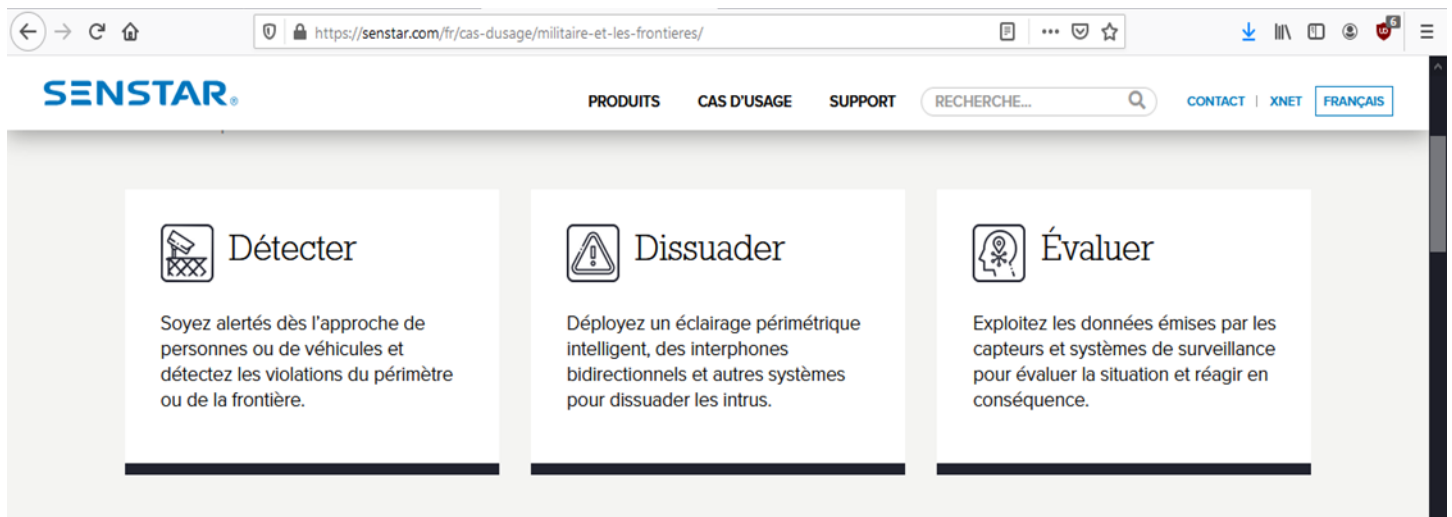 https://senstar.com/fr/cas-dusage/militaire-et-les-frontieres/
6
SENSTAR®
PRODUITS CAS D'USAGE SUPPORT RECHERCHE... CONTACT | XNET FRANÇAIS
Détecter
Soyez alertés dès l'approche de
personnes ou de véhicules et
détectez les violations du périmètre
ou de la frontière.
Dissuader
Déployez un éclairage périmétrique
intelligent, des interphones
bidirectionnels et autres systèmes
pour dissuader les intrus.
Évaluer
Exploitez les données émises par les
capteurs et systèmes de surveillance
pour évaluer la situation et réagir en
conséquence.